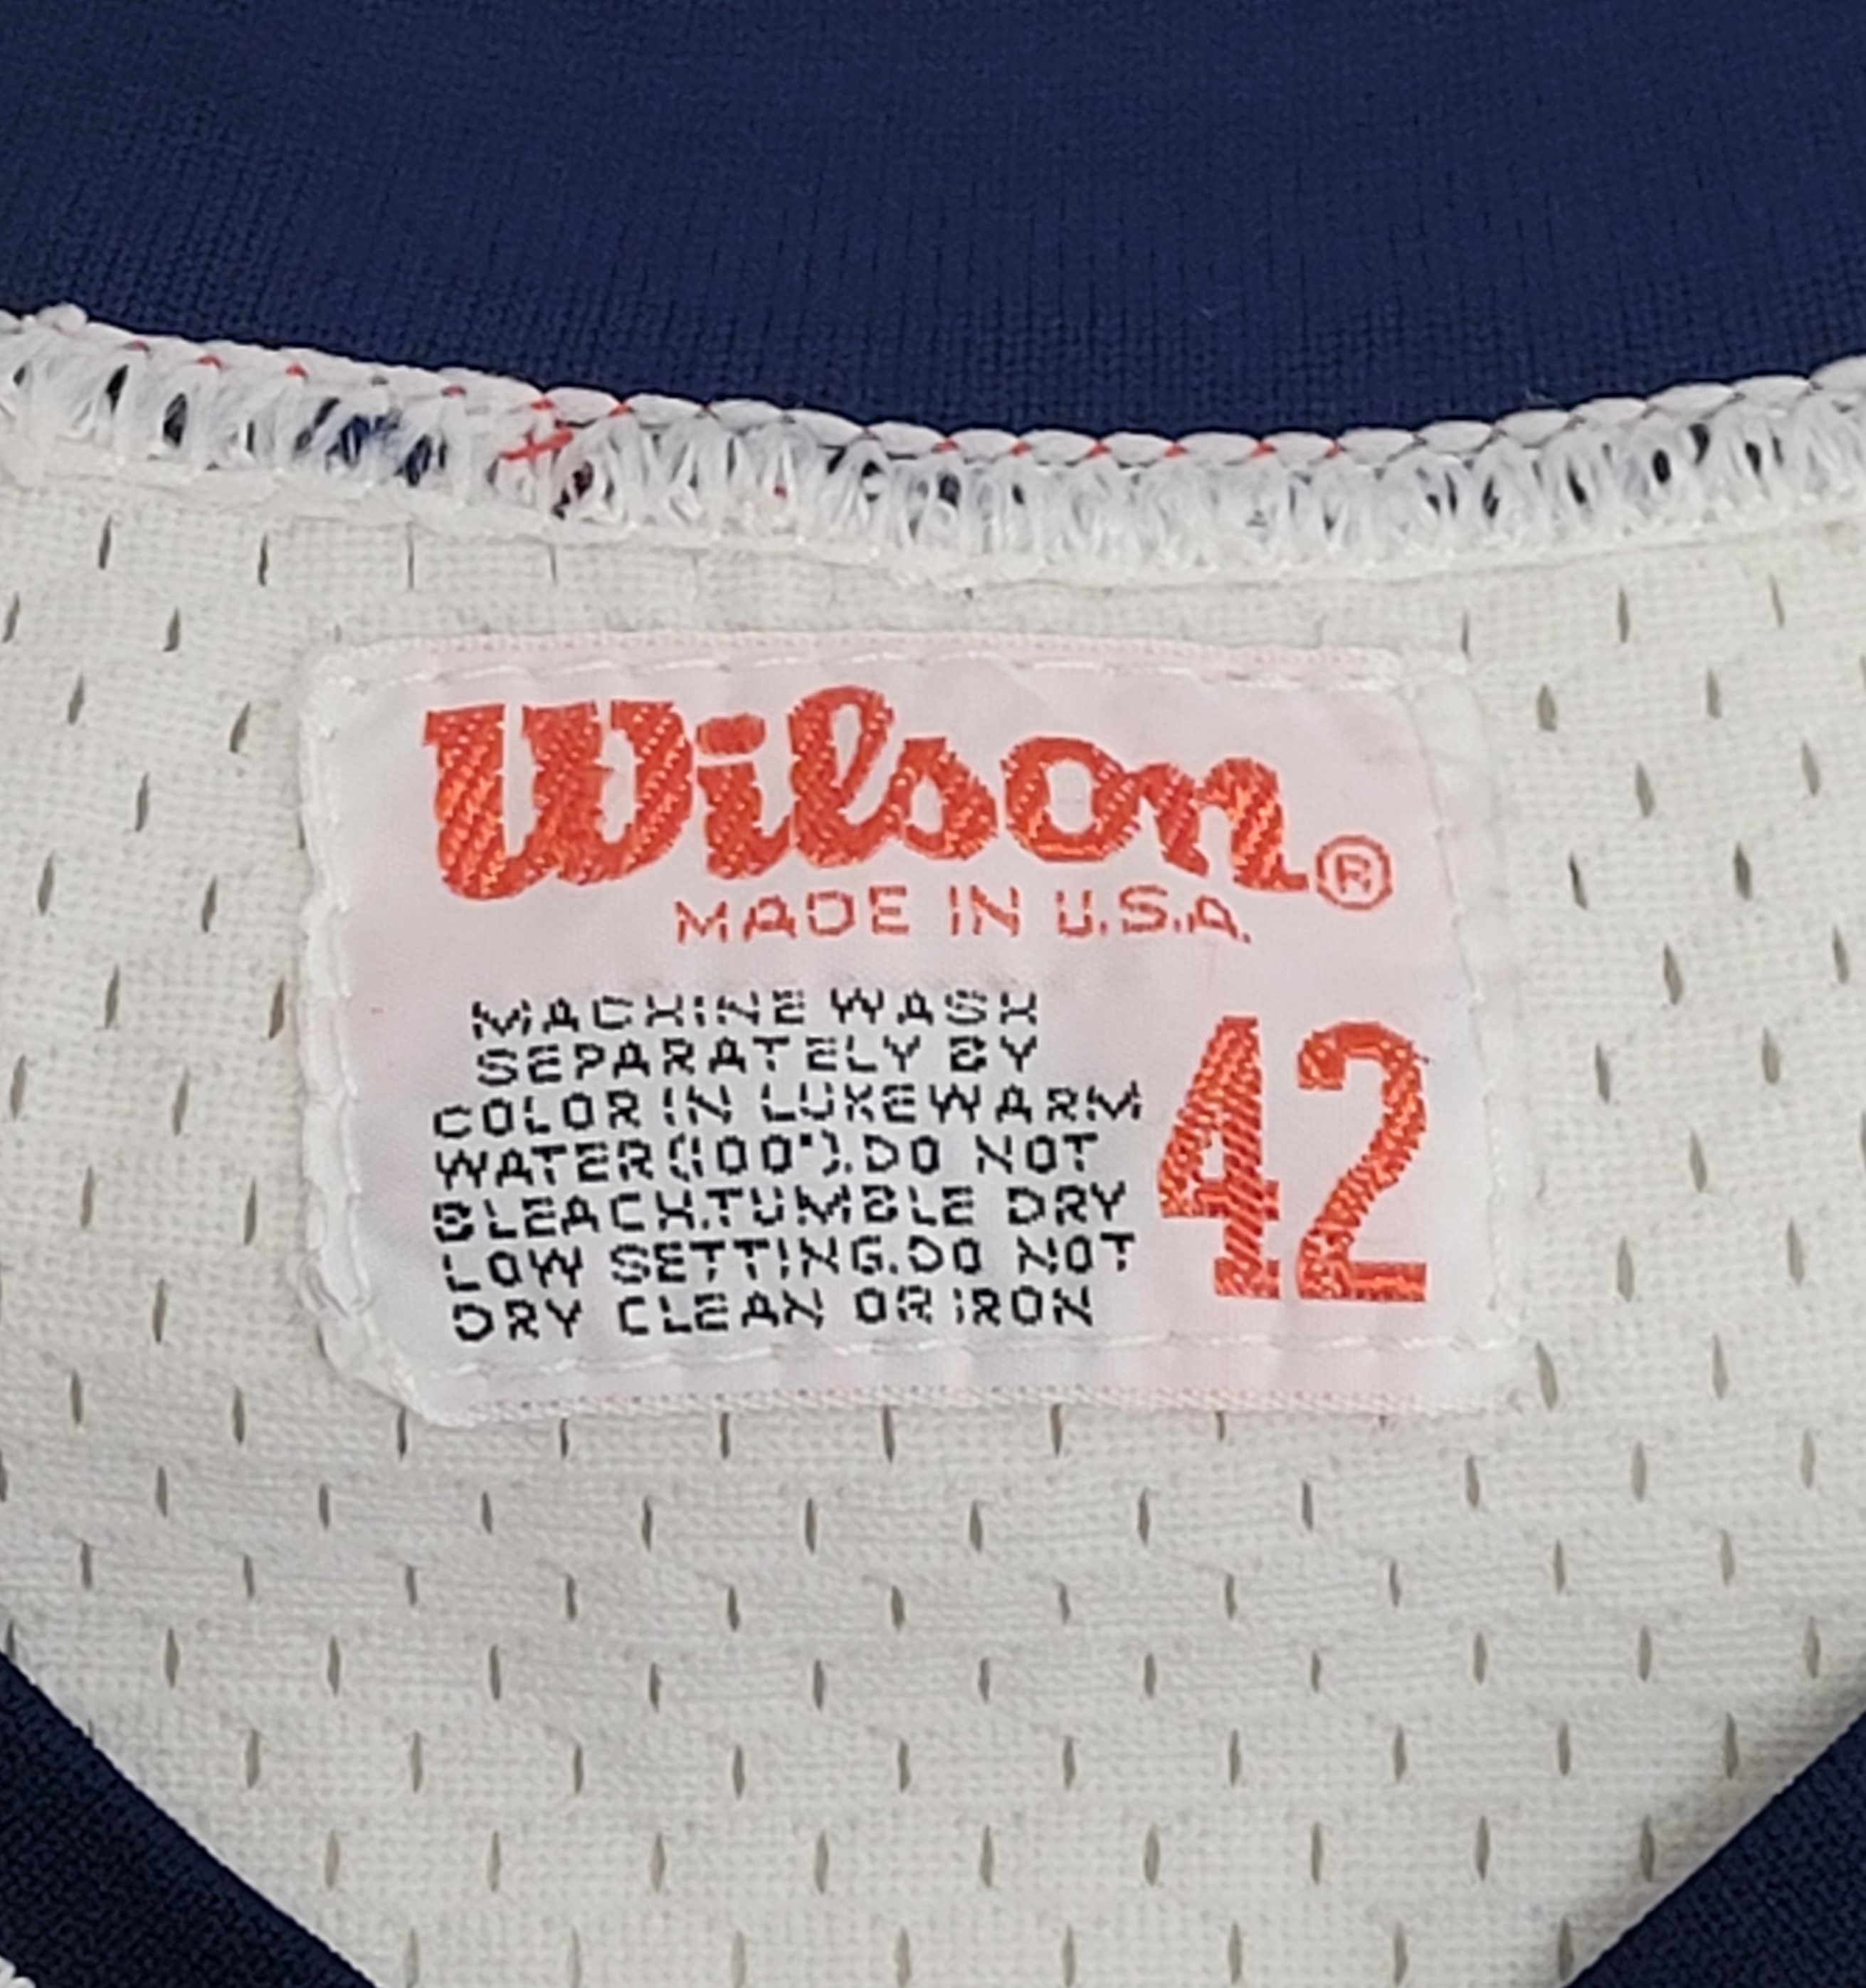 Wilson®
MADE IN U.S.A.
MACHINE WASH
SEPARATELY BY
COLOR IN LUKEWARM
WATER(100°).DO NOT
BLEACH.TUMBLE DRY
LOW SETTING.DO NOT
DRY CLEAN OR IRON
42